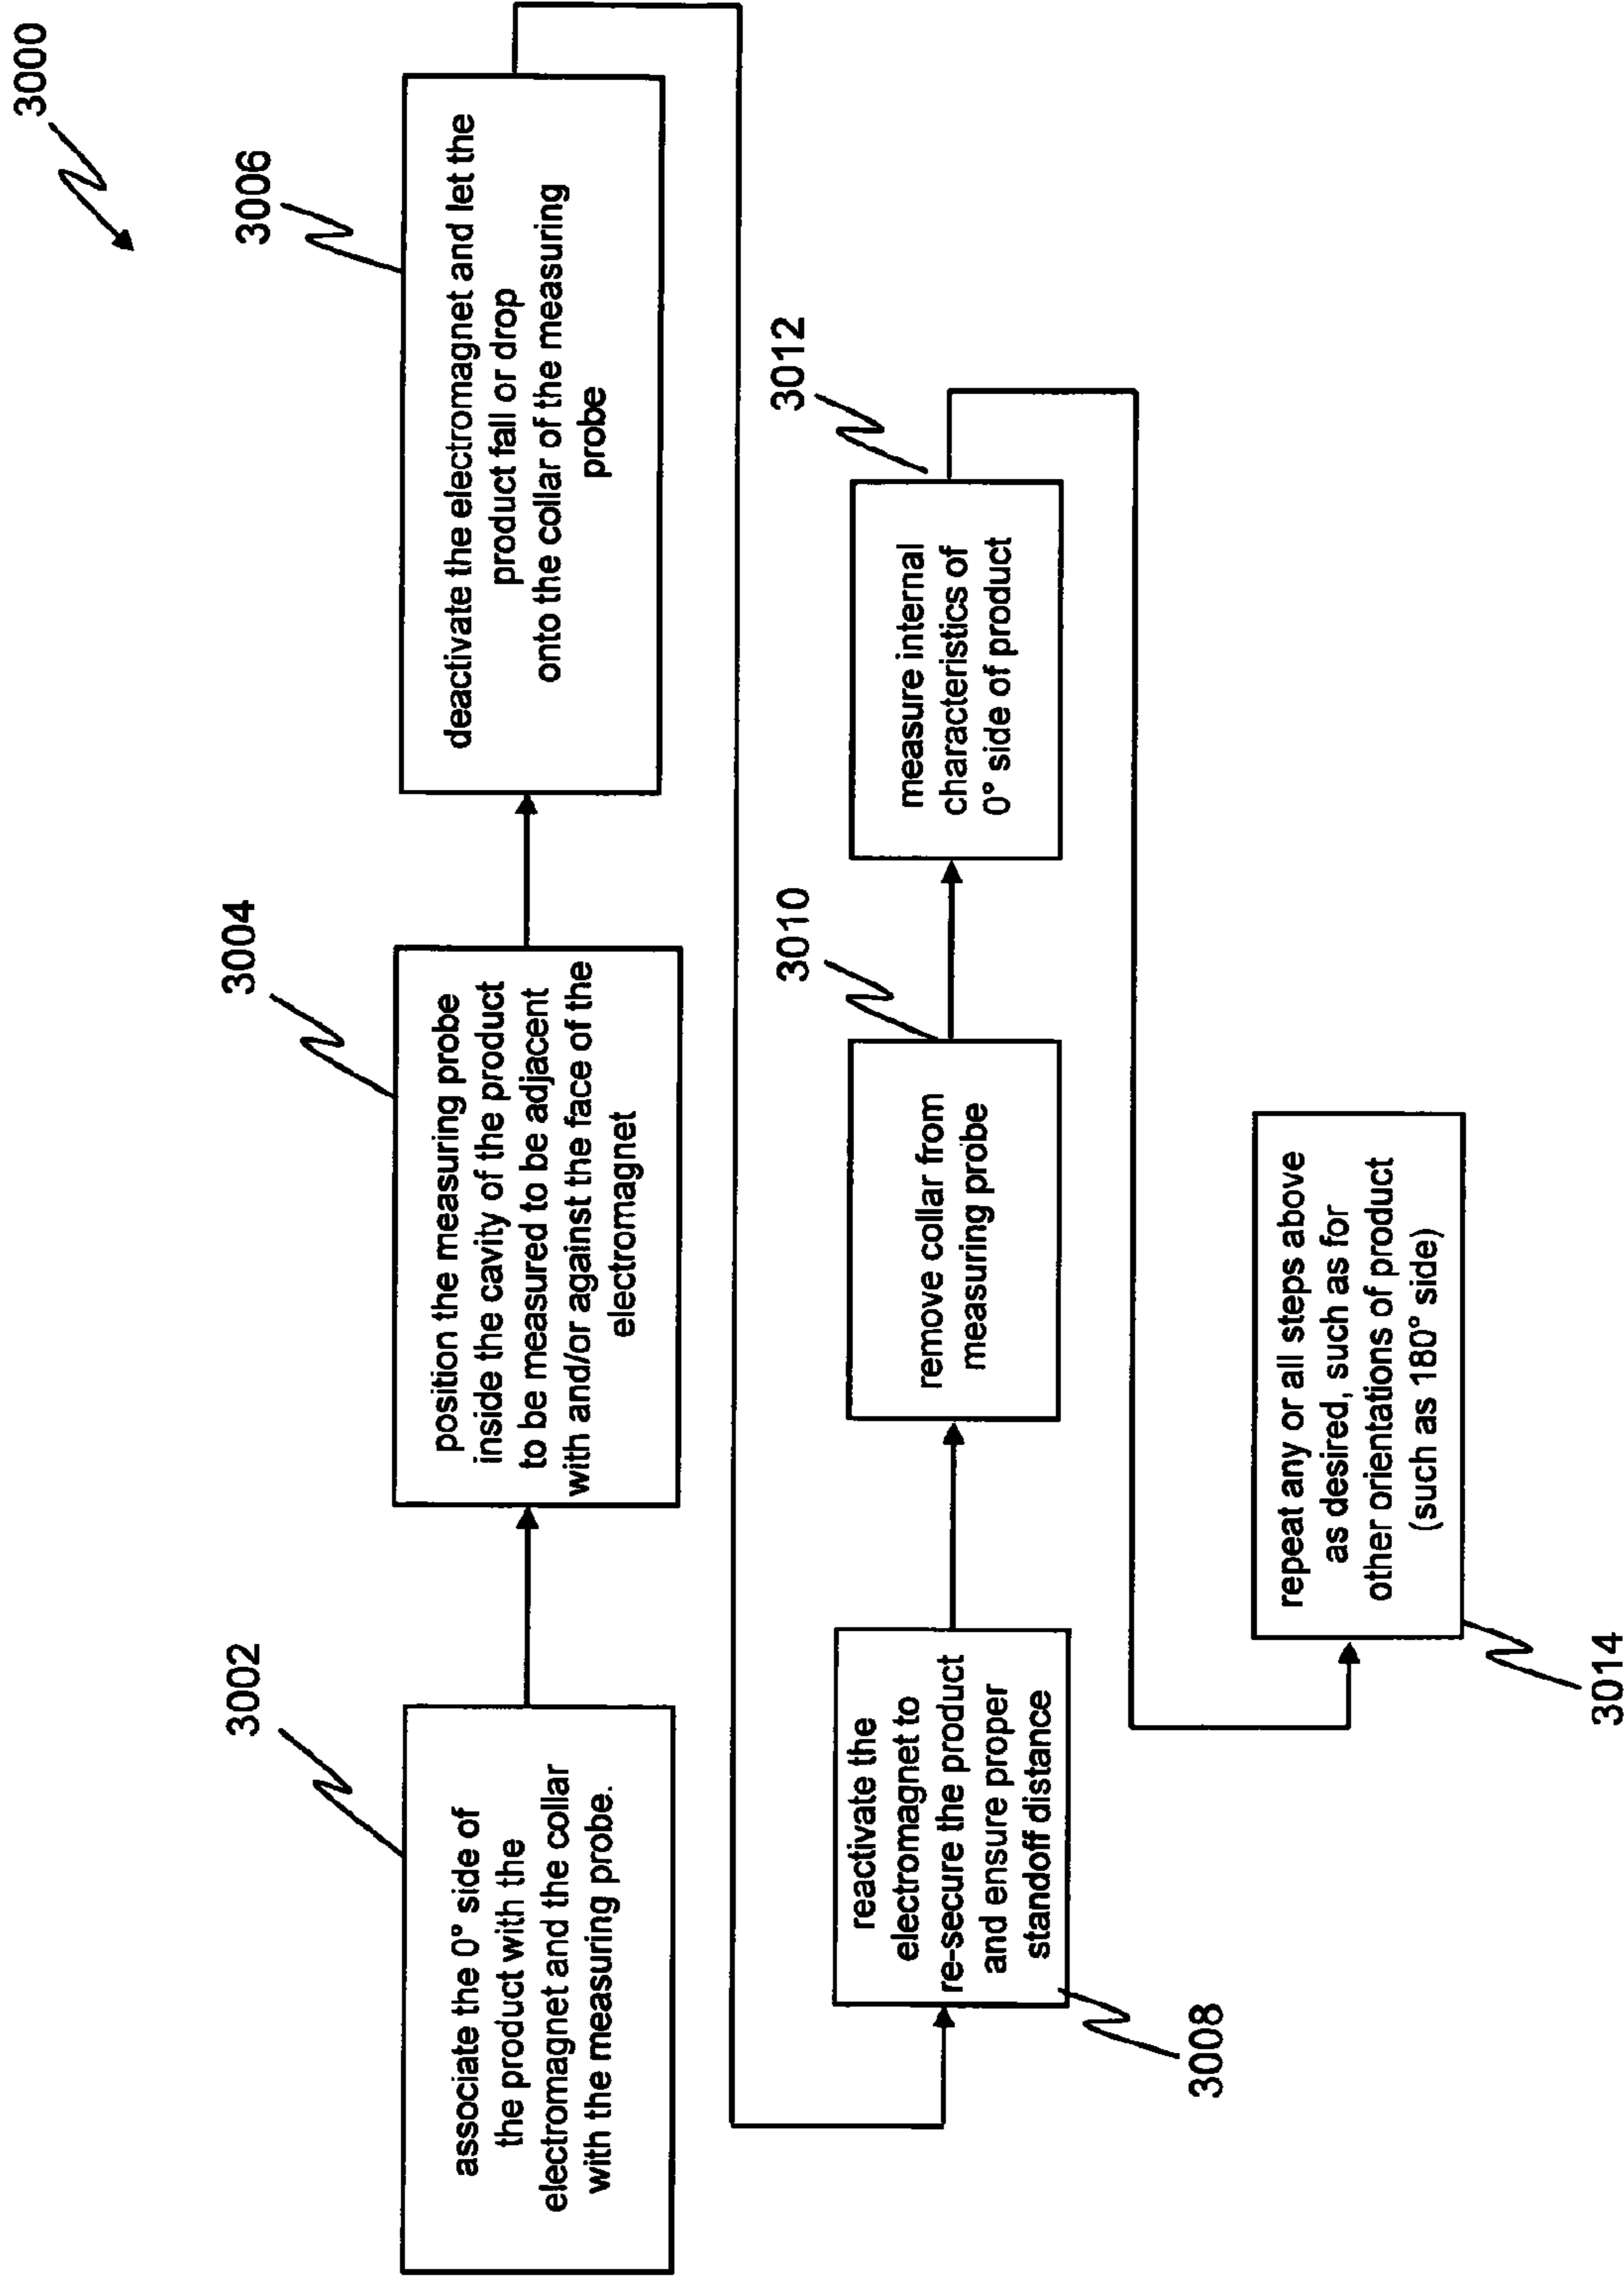 3000
3002
associate the 0° side of
the product with the
electromagnet and the collar
with the measuring probe.
3004
position the measuring probe
inside the cavity of the product
to be measured to be adjacent
with and/or against the face of the
electromagnet
3006
deactivate the electromagnet and let the
product fall or drop
onto the collar of the measuring
probe
3008
reactivate the
electromagnet to
re-secure the product
and ensure proper
standoff distance
3010
remove collar from
measuring probe
3012
measure internal
characteristics of
0° side of product
3014
repeat any or all steps above
as desired, such as for
other orientations of product
(such as 180° side)